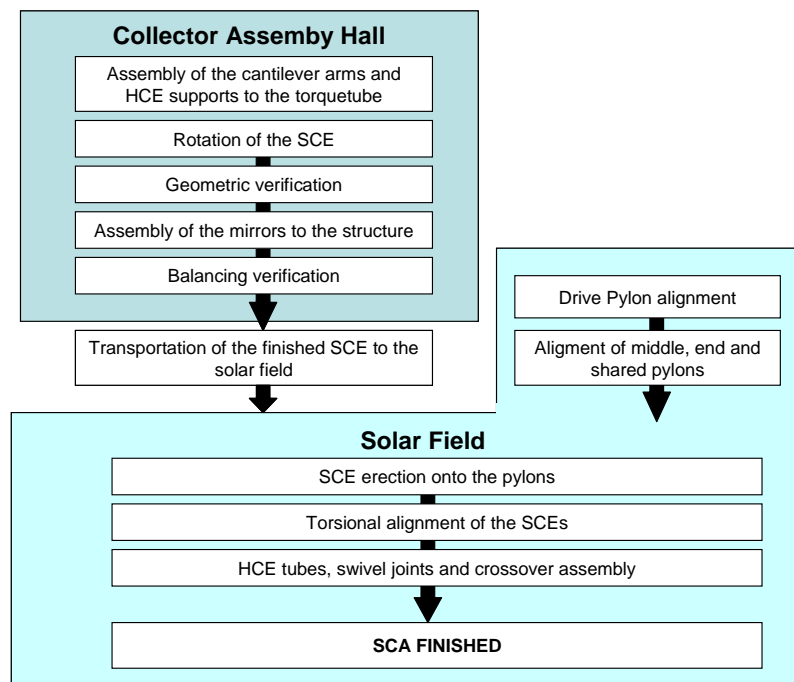 Collector Assemby Hall
Assembly of the cantilever arms and
HCE supports to the torquetube
Rotation of the SCE
Geometric verification
Assembly of the mirrors to the structure
Balancing verification
Transportation of the finished SCE to the
solar field
Drive Pylon alignment
Aligment of middle, end and
shared pylons
Solar Field
SCE erection onto the pylons
Torsional alignment of the SCEs
HCE tubes, swivel joints and crossover assembly
SCA FINISHED